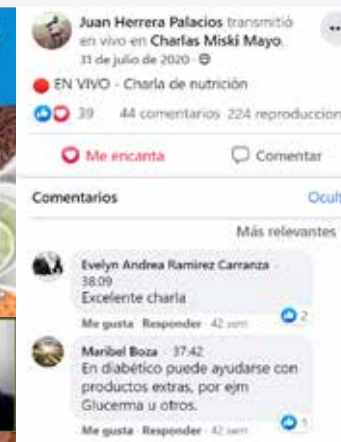 Juan Herrera Palacios transmitió
en vivo en Charlas Miski Mayo.
31 de julio de 2020
EN VIVO - Charla de nutrición
39 44 comentarios 224 reproduccion
Me encanta Comentar
Comentarios Ocult
Más relevantes
Evelyn Andrea Ramirez Carranza ·
38:09
Excelente charla
Me gusta Responder 42 sem 2
Maribel Boza · 37:42
En diabético puede ayudarse con
productos extras, por ejm
Glucerma u otros.
Me gusta Responder 42 sem 1